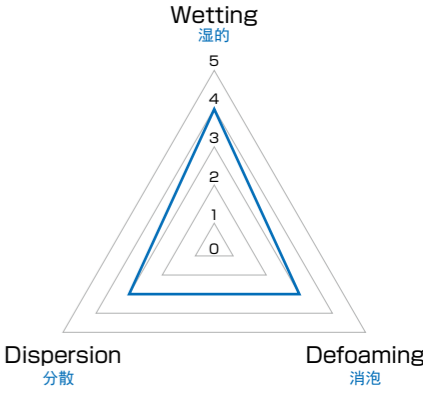 Wetting
湿的
5
4
3
2
1
0
Dispersion
分散
Defoaming
消泡